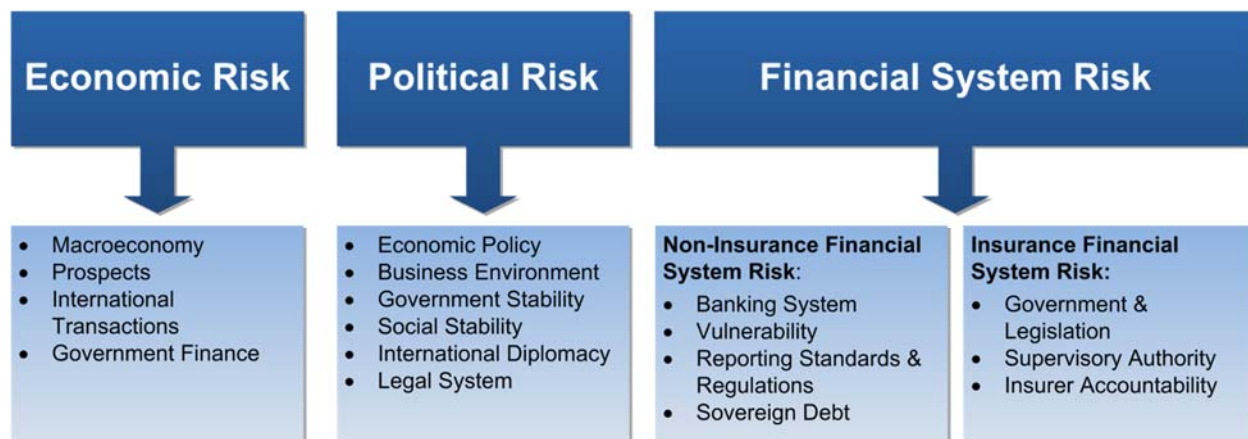 Economic Risk
• Macroeconomy
• Prospects
• International
Transactions
• Government Finance
Political Risk
• Economic Policy
• Business Environment
• Government Stability
• Social Stability
• International Diplomacy
• Legal System
Financial System Risk
Non-Insurance Financial
System Risk:
• Banking System
• Vulnerability
• Reporting Standards &
Regulations
• Sovereign Debt
Insurance Financial
System Risk:
• Government &
Legislation
• Supervisory Authority
• Insurer Accountability